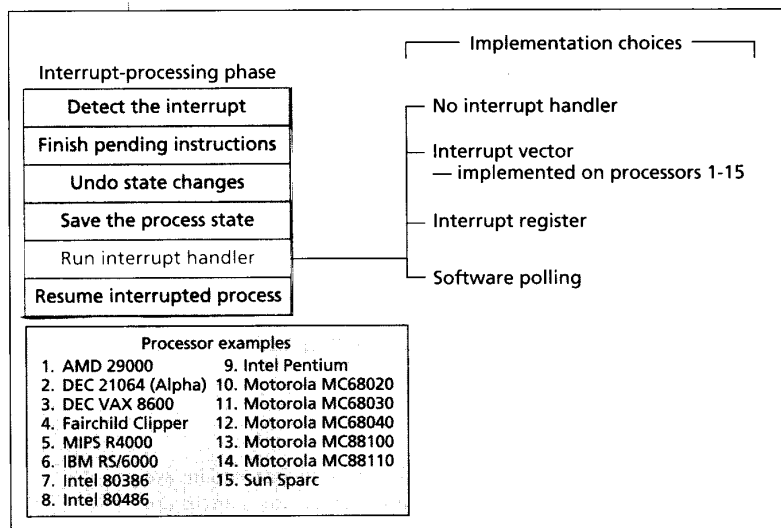 Implementation choices
Interrupt-processing phase
Detect the interrupt
Finish pending instructions
Undo state changes
Save the process state
Run interrupt handler
Resume interrupted process
No interrupt handler
Interrupt vector
— implemented on processors 1-15
Interrupt register
Software polling
Processor examples
1. AMD 29000
2. DEC 21064 (Alpha)
3. DEC VAX 8600
4. Fairchild Clipper
5. MIPS R4000
6. IBM RS/6000
7. Intel 80386
8. Intel 80486
9. Intel Pentium
10. Motorola MC68020
11. Motorola MC68030
12. Motorola MC68040
13. Motorola MC88100
14. Motorola MC88110
15. Sun Sparc